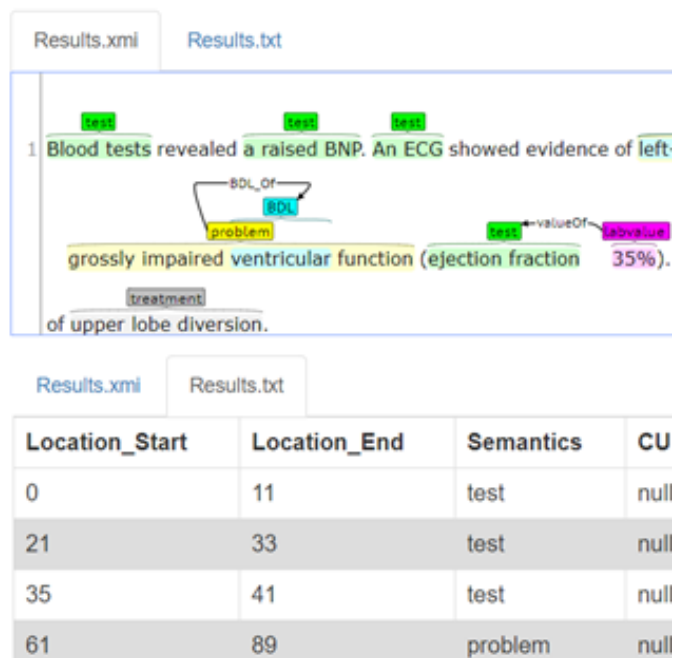 Results.xmi Results.txt
test test test
1 Blood tests revealed a raised BNP. An ECG showed evidence of left-
BDL_Of
BDL
problem test valueOf labvalue
grossly impaired ventricular function (ejection fraction 35%).
treatment
of upper lobe diversion.
Results.xmi Results.txt
Location_Start Location_End Semantics CU
0 11 test null
21 33 test null
35 41 test null
61 89 problem null